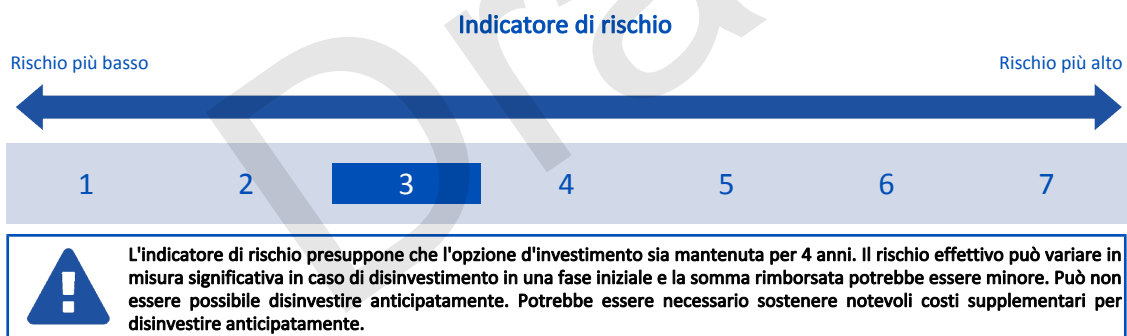 Indicatore di rischio
Rischio più basso
Rischio più alto
1 2 3 4 5 6 7
L'indicatore di rischio presuppone che l'opzione d'investimento sia mantenuta per 4 anni. Il rischio effettivo può variare in
misura significativa in caso di disinvestimento in una fase iniziale e la somma rimborsata potrebbe essere minore. Può non
essere possibile disinvestire anticipatamente. Potrebbe essere necessario sostenere notevoli costi supplementari per
disinvestire anticipatamente.